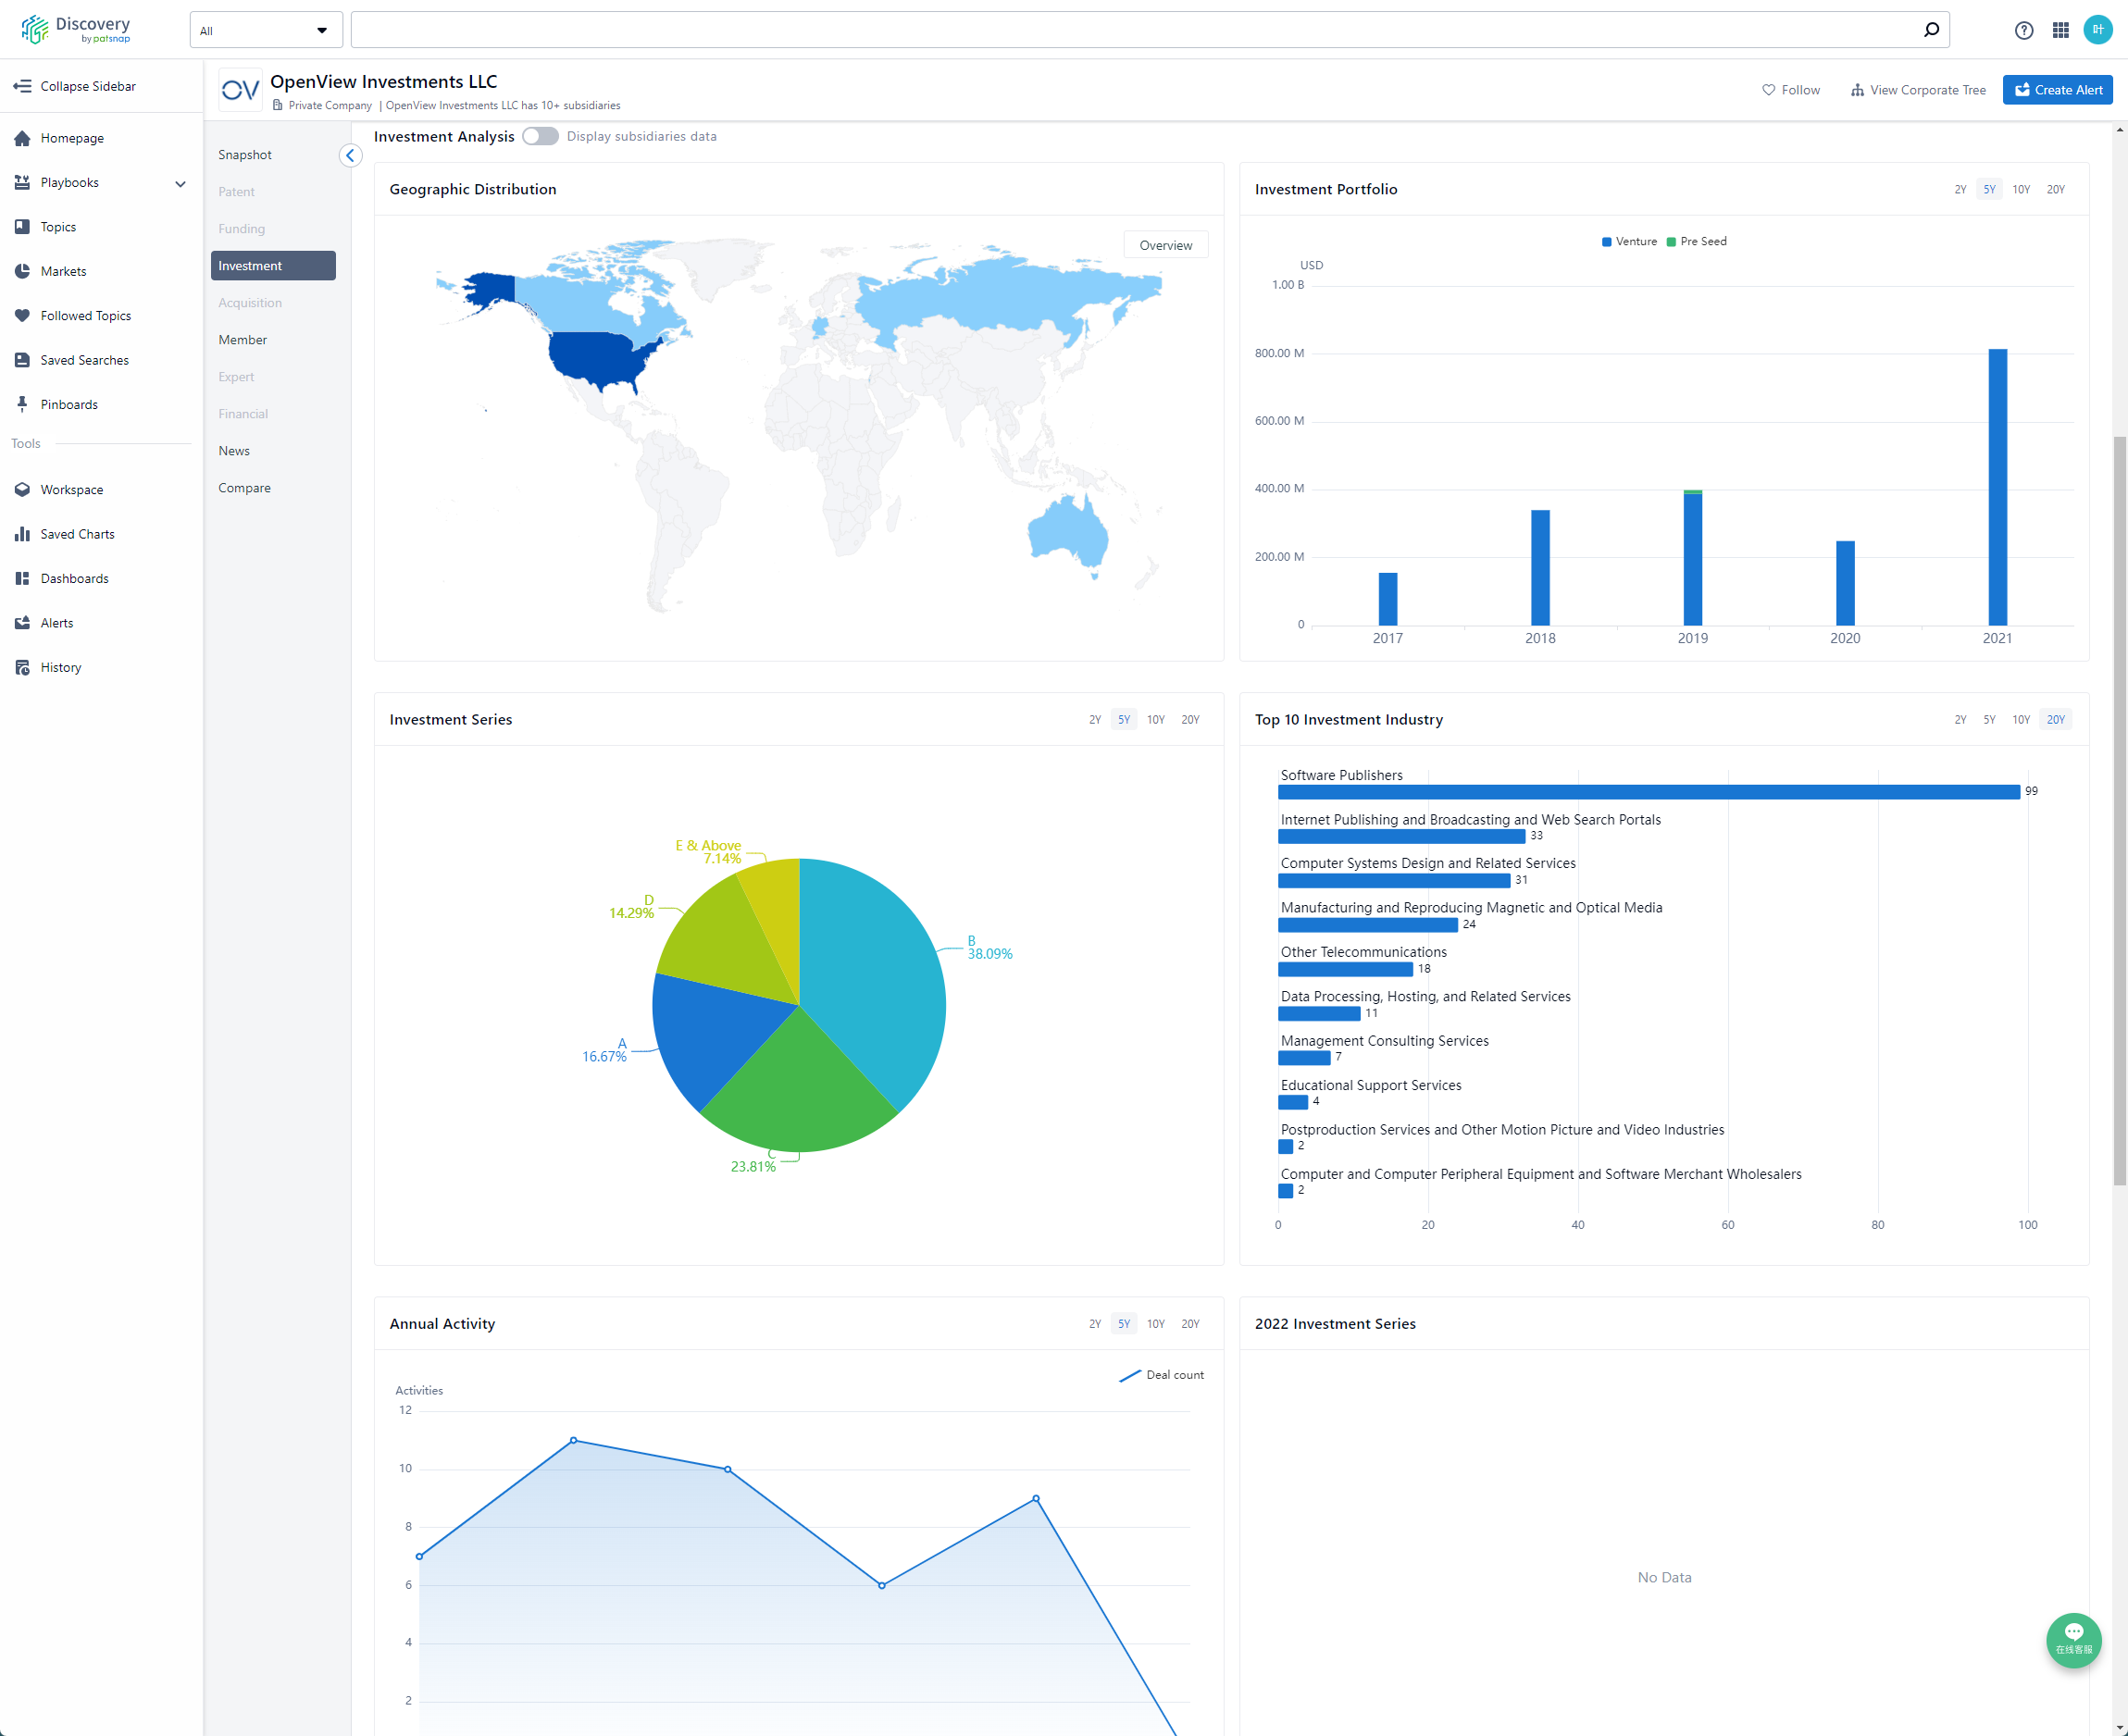 Discovery
by patsnap
All
叶
Collapse Sidebar
Homepage
Playbooks
Topics
Markets
Followed Topics
Saved Searches
Pinboards
Tools
Workspace
Saved Charts
Dashboards
Alerts
History
OV
OpenView Investments LLC
Private Company | OpenView Investments LLC has 10+ subsidiaries
Follow
View Corporate Tree
Create Alert
Snapshot
Patent
Funding
Investment
Acquisition
Member
Expert
Financial
News
Compare
Investment Analysis
Display subsidiaries data
Geographic Distribution
Overview
Investment Portfolio
2Y 5Y 10Y 20Y
Venture Pre Seed
USD
1.00 B
800.00 M
600.00 M
400.00 M
200.00 M
0
2017 2018 2019 2020 2021
Investment Series
2Y 5Y 10Y 20Y
E & Above
7.14%
D
14.29%
B
38.09%
A
16.67%
C
23.81%
Top 10 Investment Industry
2Y 5Y 10Y 20Y
Software Publishers
99
Internet Publishing and Broadcasting and Web Search Portals
33
Computer Systems Design and Related Services
31
Manufacturing and Reproducing Magnetic and Optical Media
24
Other Telecommunications
18
Data Processing, Hosting, and Related Services
11
Management Consulting Services
7
Educational Support Services
4
Postproduction Services and Other Motion Picture and Video Industries
2
Computer and Computer Peripheral Equipment and Software Merchant Wholesalers
2
0 20 40 60 80 100
Annual Activity
2Y 5Y 10Y 20Y
Deal count
Activities
12
10
8
6
4
2
2022 Investment Series
No Data
在线客服